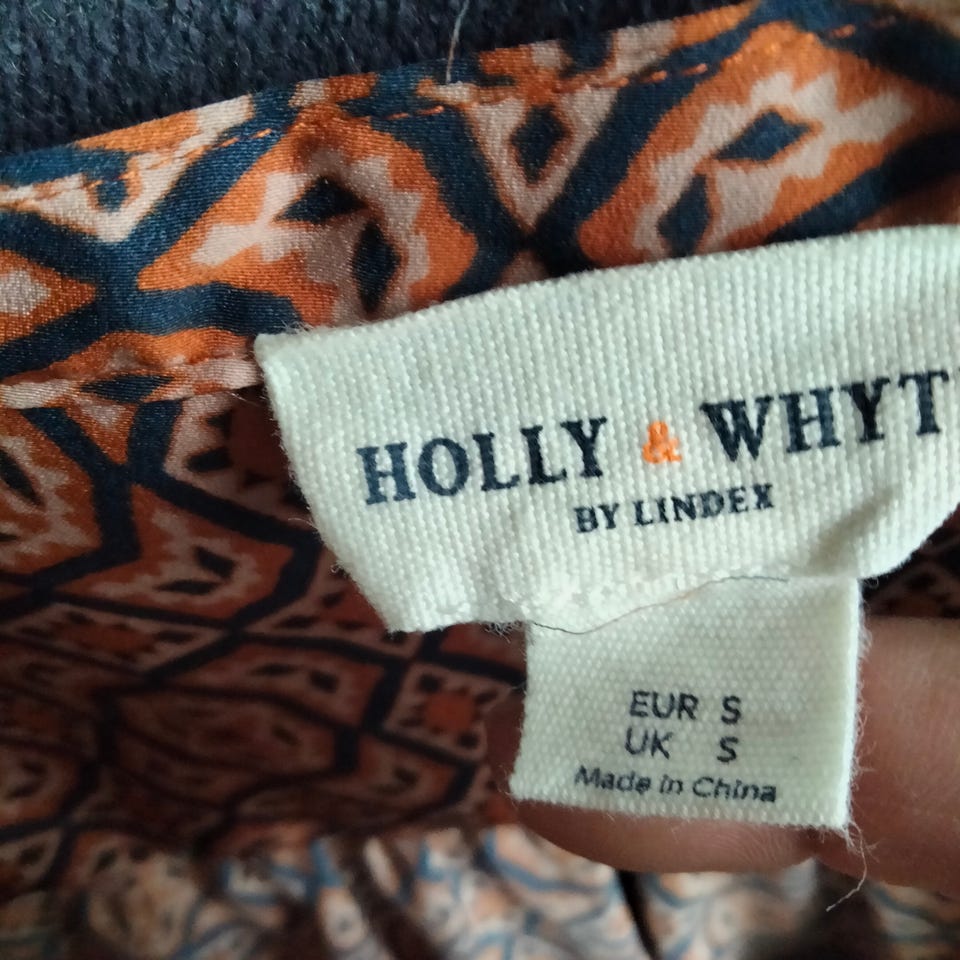 HOLLY & WHYT
BY LINDEX
EUR S
UK S
Made in China